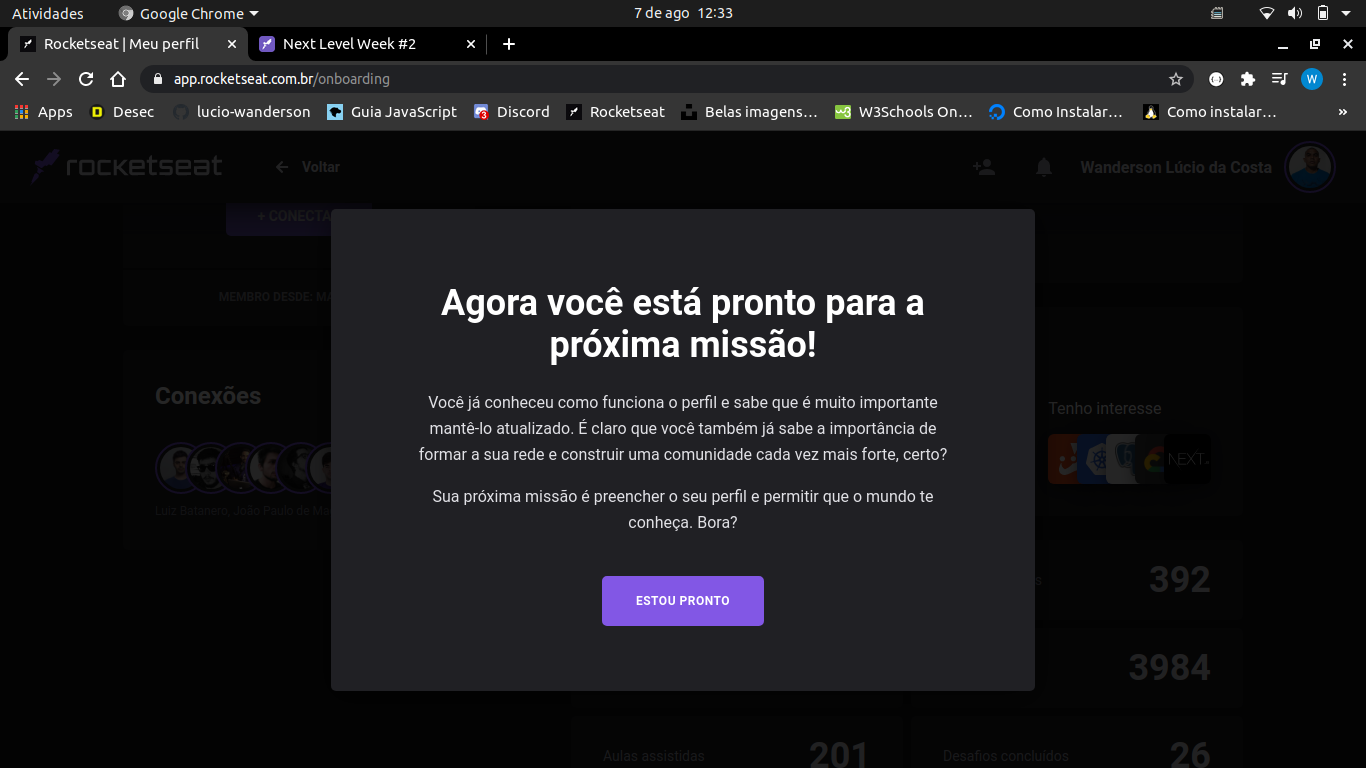 Atividades Google Chrome 7 de ago 12:33
Rocketseat | Meu perfil Next Level Week #2
app.rocketseat.com.br/onboarding W
Apps Desec lucio-wanderson Guia JavaScript Discord Rocketseat Belas imagens… W3Schools On… Como Instalar… Como instalar… »
rocketseat Voltar Wanderson Lúcio da Costa
+ CONECTA
MEMBRO DESDE: MA
Agora você está pronto para a
próxima missão!
Conexões
Você já conheceu como funciona o perfil e sabe que é muito importante
mantê-lo atualizado. É claro que você também já sabe a importância de
formar a sua rede e construir uma comunidade cada vez mais forte, certo?
Tenho interesse
NEXT
Luiz Batanero, João Paulo de Ma
Sua próxima missão é preencher o seu perfil e permitir que o mundo te
conheça. Bora?
ESTOU PRONTO
392
3984
Aulas assistidas 201 Desafios concluídos 26